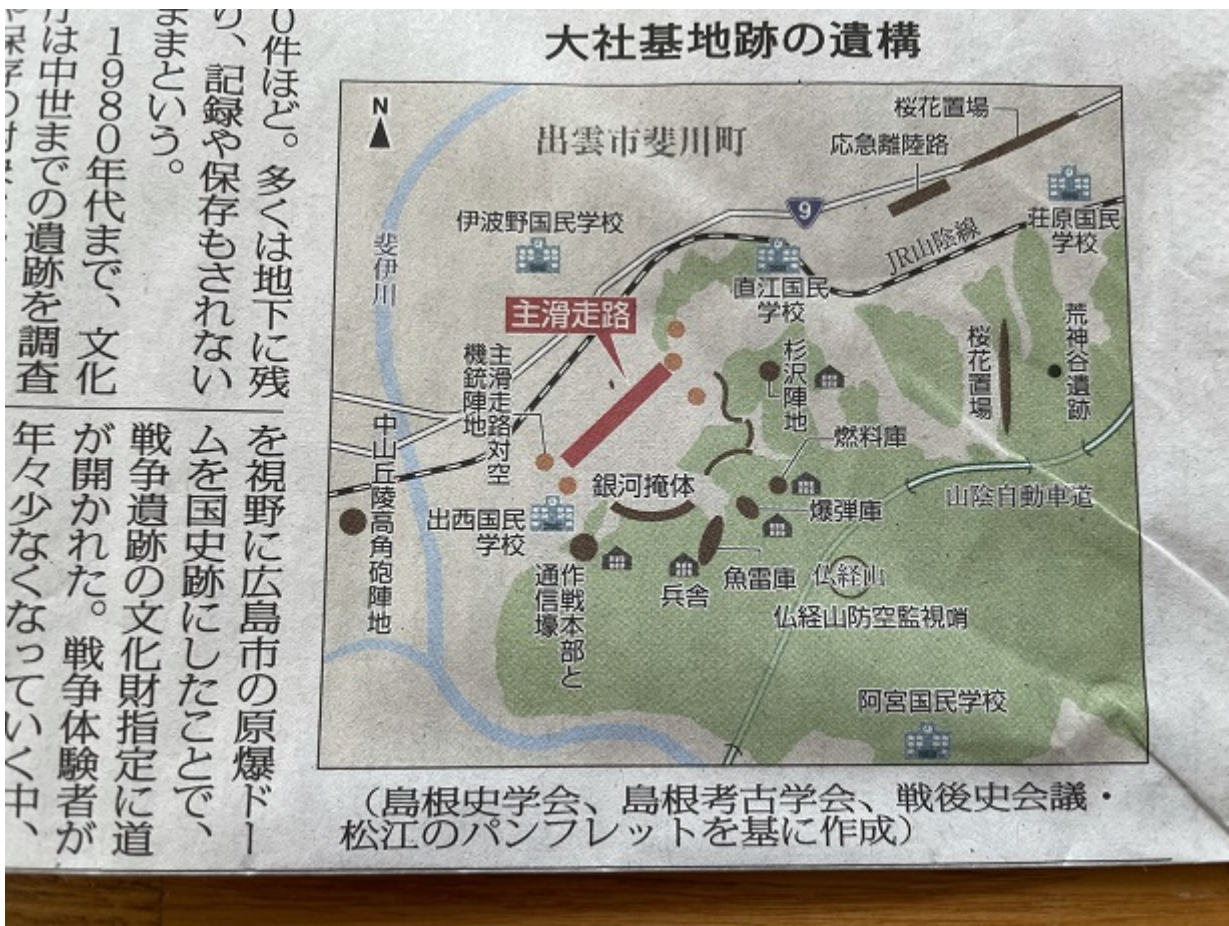 大社基地跡の遺構
N
出雲市斐川町
桜花置場
応急離陸路
9
伊波野国民学校
荘原国民
学校
斐伊川
JR山陰線
直江国民
学校
主滑走路
主滑走路対空
機銃陣地
杉沢陣地
桜花置場
荒神谷遺跡
中山丘陵高角砲陣地
燃料庫
銀河掩体
爆弾庫
山陰自動車道
出西国民
学校
作戦本部と
通信壕
兵舎
魚雷庫
仏経山
仏経山防空監視哨
阿宮国民学校
（島根史学会、島根考古学会、戦後史会議・
松江のパンフレットを基に作成）
0件ほど。多くは地下に残
り、記録や保存もされない
ままという。
1980年代まで、文化
庁は中世までの遺跡を調査
を視野に広島市の原爆ドー
ムを国史跡にしたことで、
戦争遺跡の文化財指定に道
が開かれた。戦争体験者が
年々少なくなっていく中、